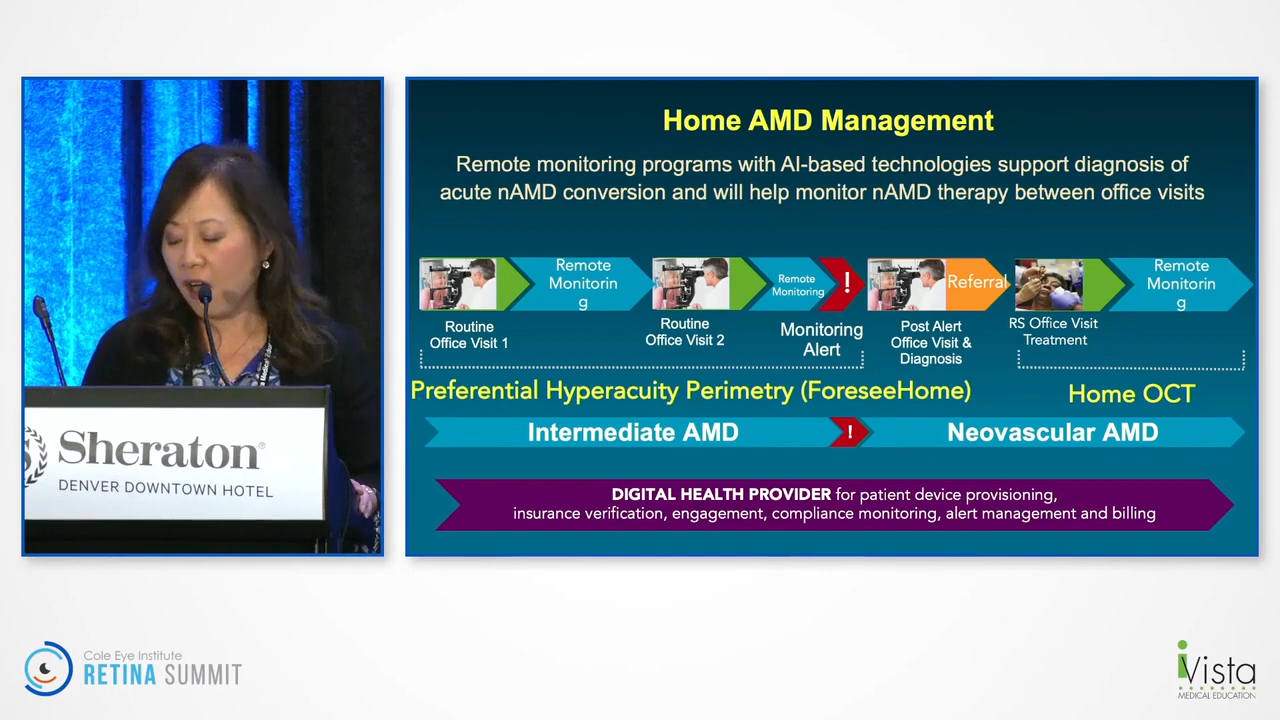 Sheraton
DENVER DOWNTOWN HOTEL
Home AMD Management
Remote monitoring programs with AI-based technologies support diagnosis of
acute nAMD conversion and will help monitor nAMD therapy between office visits
Remote
Monitorin
g
Remote
Monitoring
!
Referral
Remote
Monitorin
g
Routine
Office Visit 1
Routine
Office Visit 2
Monitoring
Alert
Post Alert
Office Visit &
Diagnosis
RS Office Visit
Treatment
Preferential Hyperacuity Perimetry (ForeseeHome)
Home OCT
Intermediate AMD
!
Neovascular AMD
DIGITAL HEALTH PROVIDER for patient device provisioning,
insurance verification, engagement, compliance monitoring, alert management and billing
Cole Eye Institute
RETINA SUMMIT
iVista
MEDICAL EDUCATION